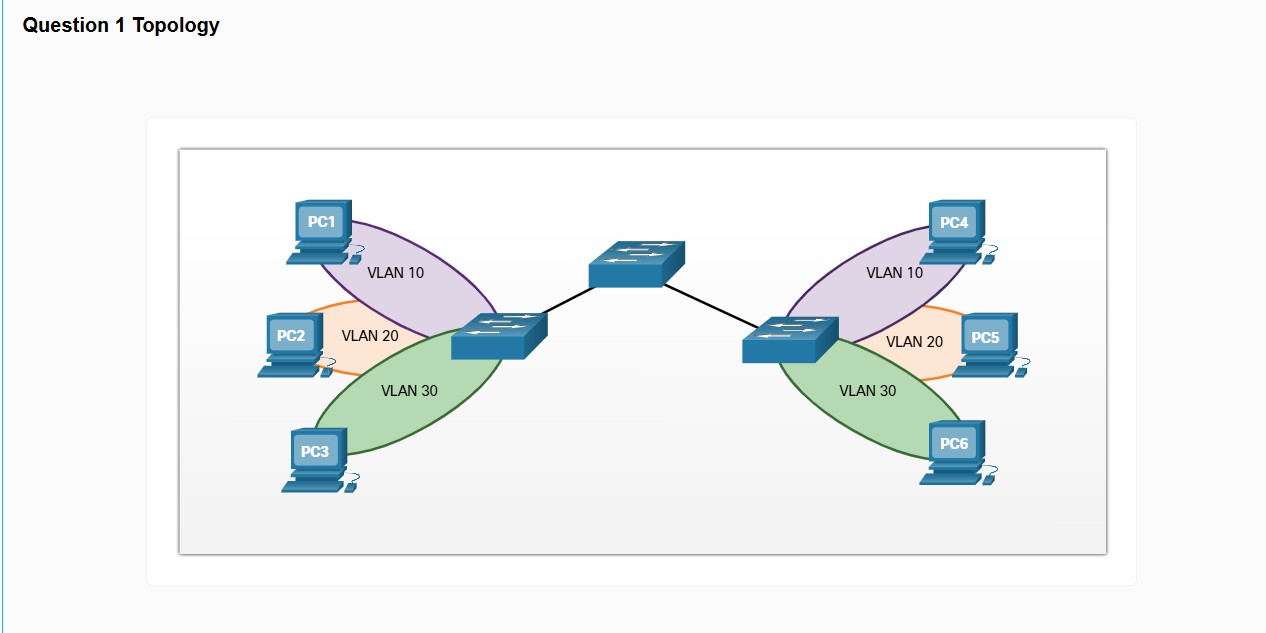 Question 1 Topology
PC1
PC4
VLAN 10
VLAN 10
PC2
VLAN 20
VLAN 20
PC5
VLAN 30
VLAN 30
PC3
PC6